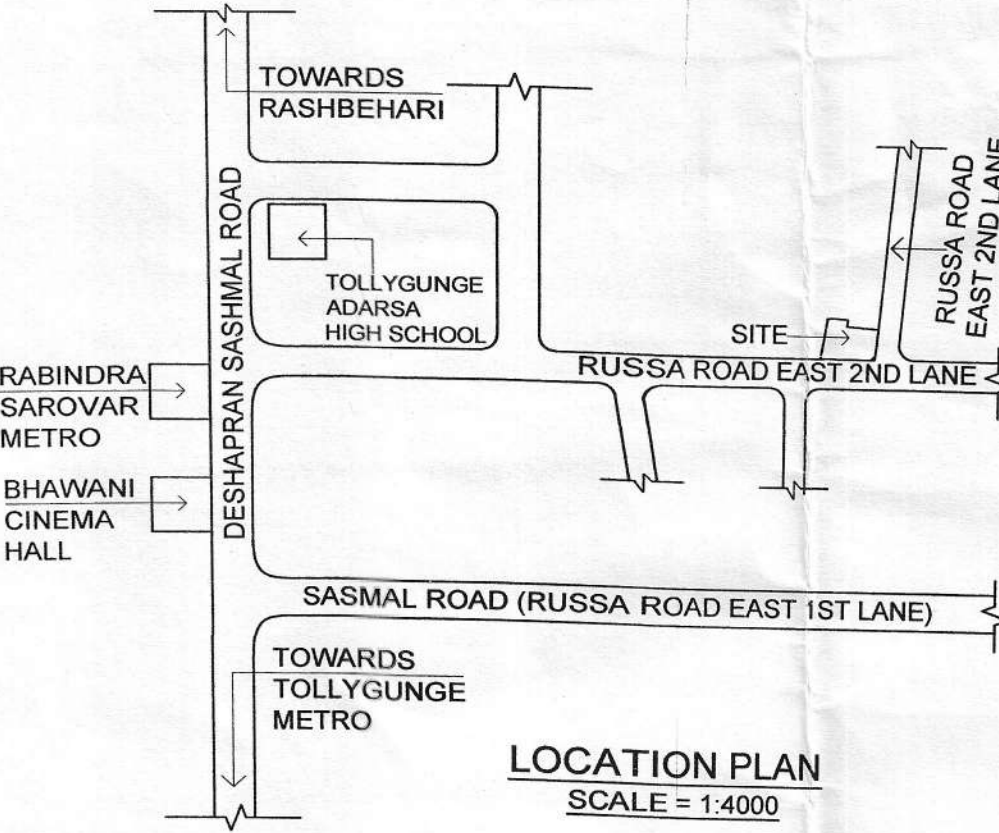 TOWARDS
RASHBEHARI
DESHAPRAN SASHMAL ROAD
TOLLYGUNGE
ADARSA
HIGH SCHOOL
RUSSA ROAD
EAST 2ND LANE
SITE
RUSSA ROAD EAST 2ND LANE
RABINDRA
SAROVAR
METRO
BHAWANI
CINEMA
HALL
SASMAL ROAD (RUSSA ROAD EAST 1ST LANE)
TOWARDS
TOLLYGUNGE
METRO
LOCATION PLAN
SCALE = 1:4000